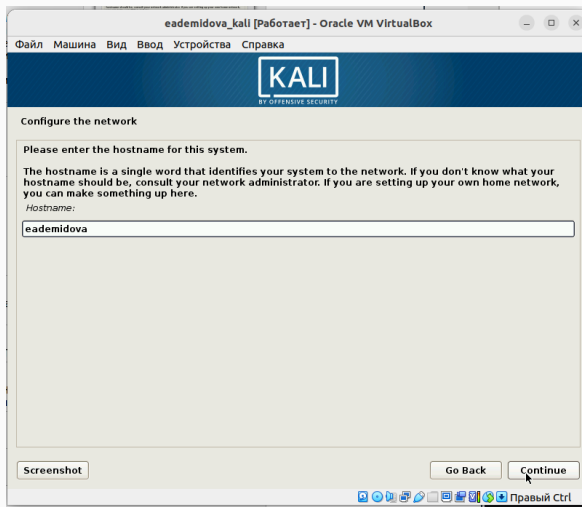 eademidova_kali [Работает] - Oracle VM VirtualBox
Файл Машина Вид Ввод Устройства Справка
KALI
BY OFFENSIVE SECURITY
Configure the network
Please enter the hostname for this system.
The hostname is a single word that identifies your system to the network. If you don't know what your
hostname should be, consult your network administrator. If you are setting up your own home network,
you can make something up here.
Hostname:
eademidova
Screenshot
Go Back
Continue
Правый Ctrl